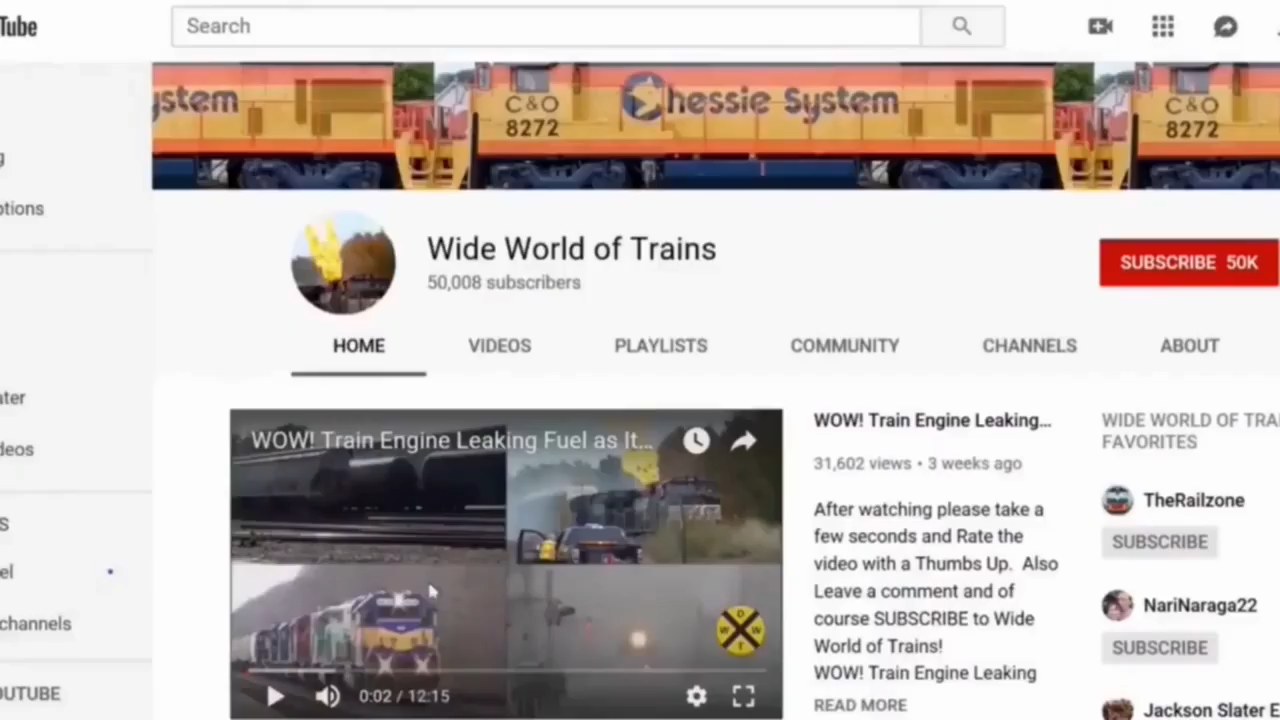 Tube
Search
ystem
C&O
8272
Chessie System
C&O
8272
Wide World of Trains
50,008 subscribers
SUBSCRIBE 50K
HOME
VIDEOS
PLAYLISTS
COMMUNITY
CHANNELS
ABOUT
g
ptions
ater
deos
S
el
channels
OUTUBE
WOW! Train Engine Leaking Fuel as It...
0:02 / 12:15
WOW! Train Engine Leaking...
31,602 views • 3 weeks ago
After watching please take a
few seconds and Rate the
video with a Thumbs Up. Also
Leave a comment and of
course SUBSCRIBE to Wide
World of Trains!
WOW! Train Engine Leaking
READ MORE
WIDE WORLD OF TRA
FAVORITES
TheRailzone
SUBSCRIBE
NariNaraga22
SUBSCRIBE
Jackson Slater E